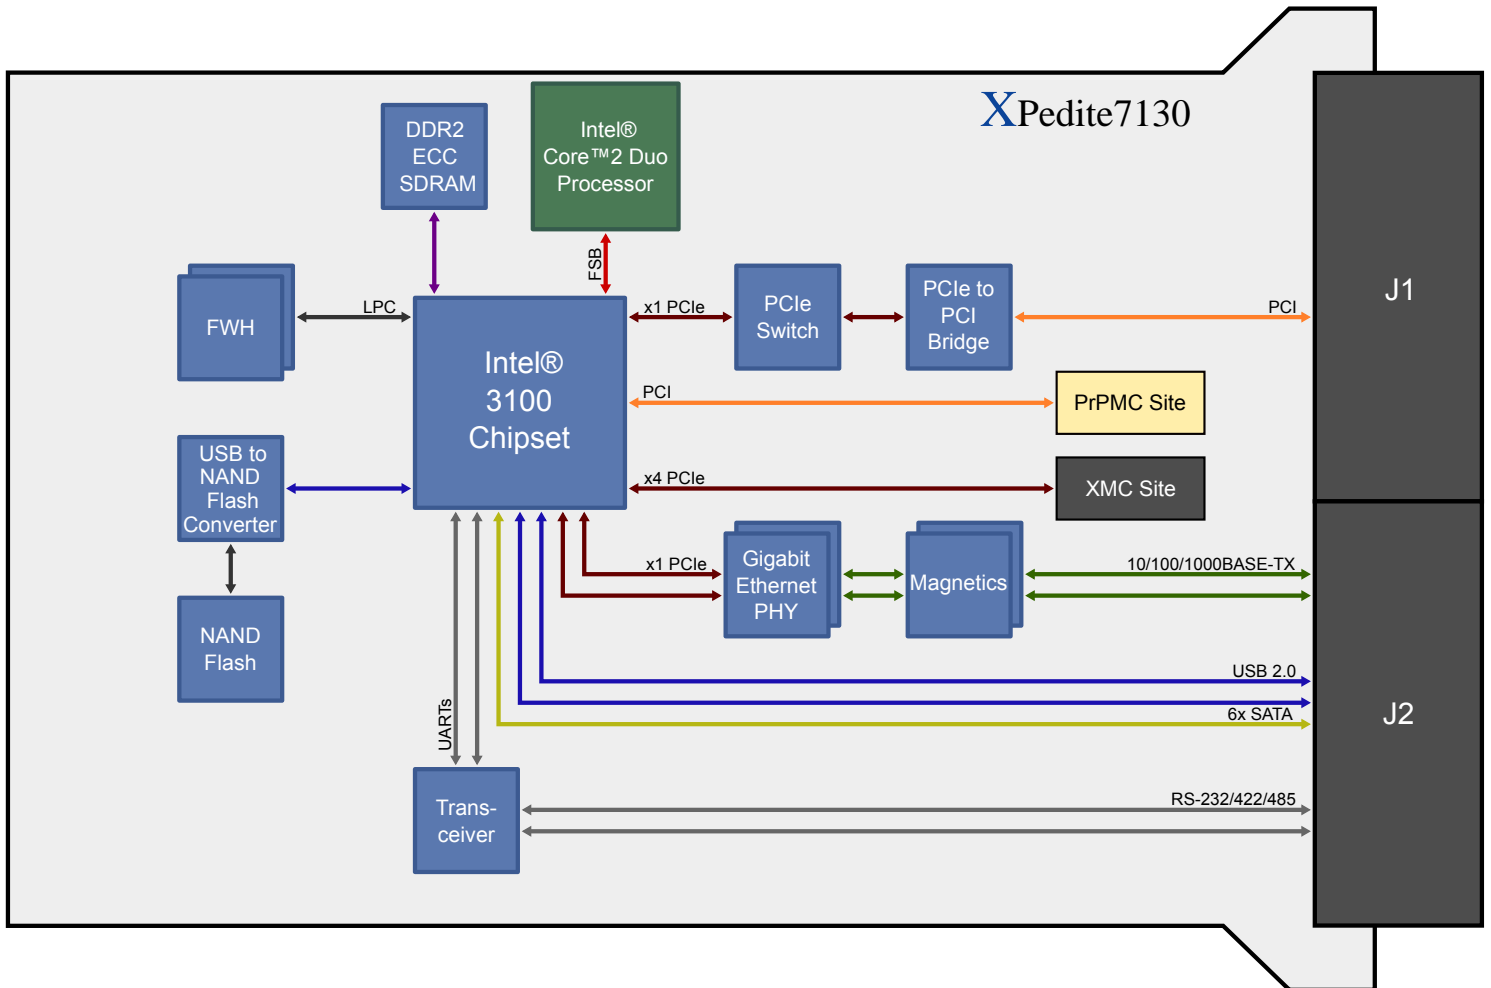 XPedite7130
DDR2
ECC
SDRAM
Intel®
Core™2 Duo
Processor
FSB
FWH
LPC
Intel®
3100
Chipset
x1 PCIe
PCIe
Switch
PCIe to
PCI
Bridge
PCI
J1
PCI
PrPMC Site
x4 PCIe
XMC Site
USB to
NAND
Flash
Converter
NAND
Flash
x1 PCIe
Gigabit
Ethernet
PHY
Magnetics
10/100/1000BASE-TX
USB 2.0
6x SATA
J2
UARTs
Trans-
ceiver
RS-232/422/485